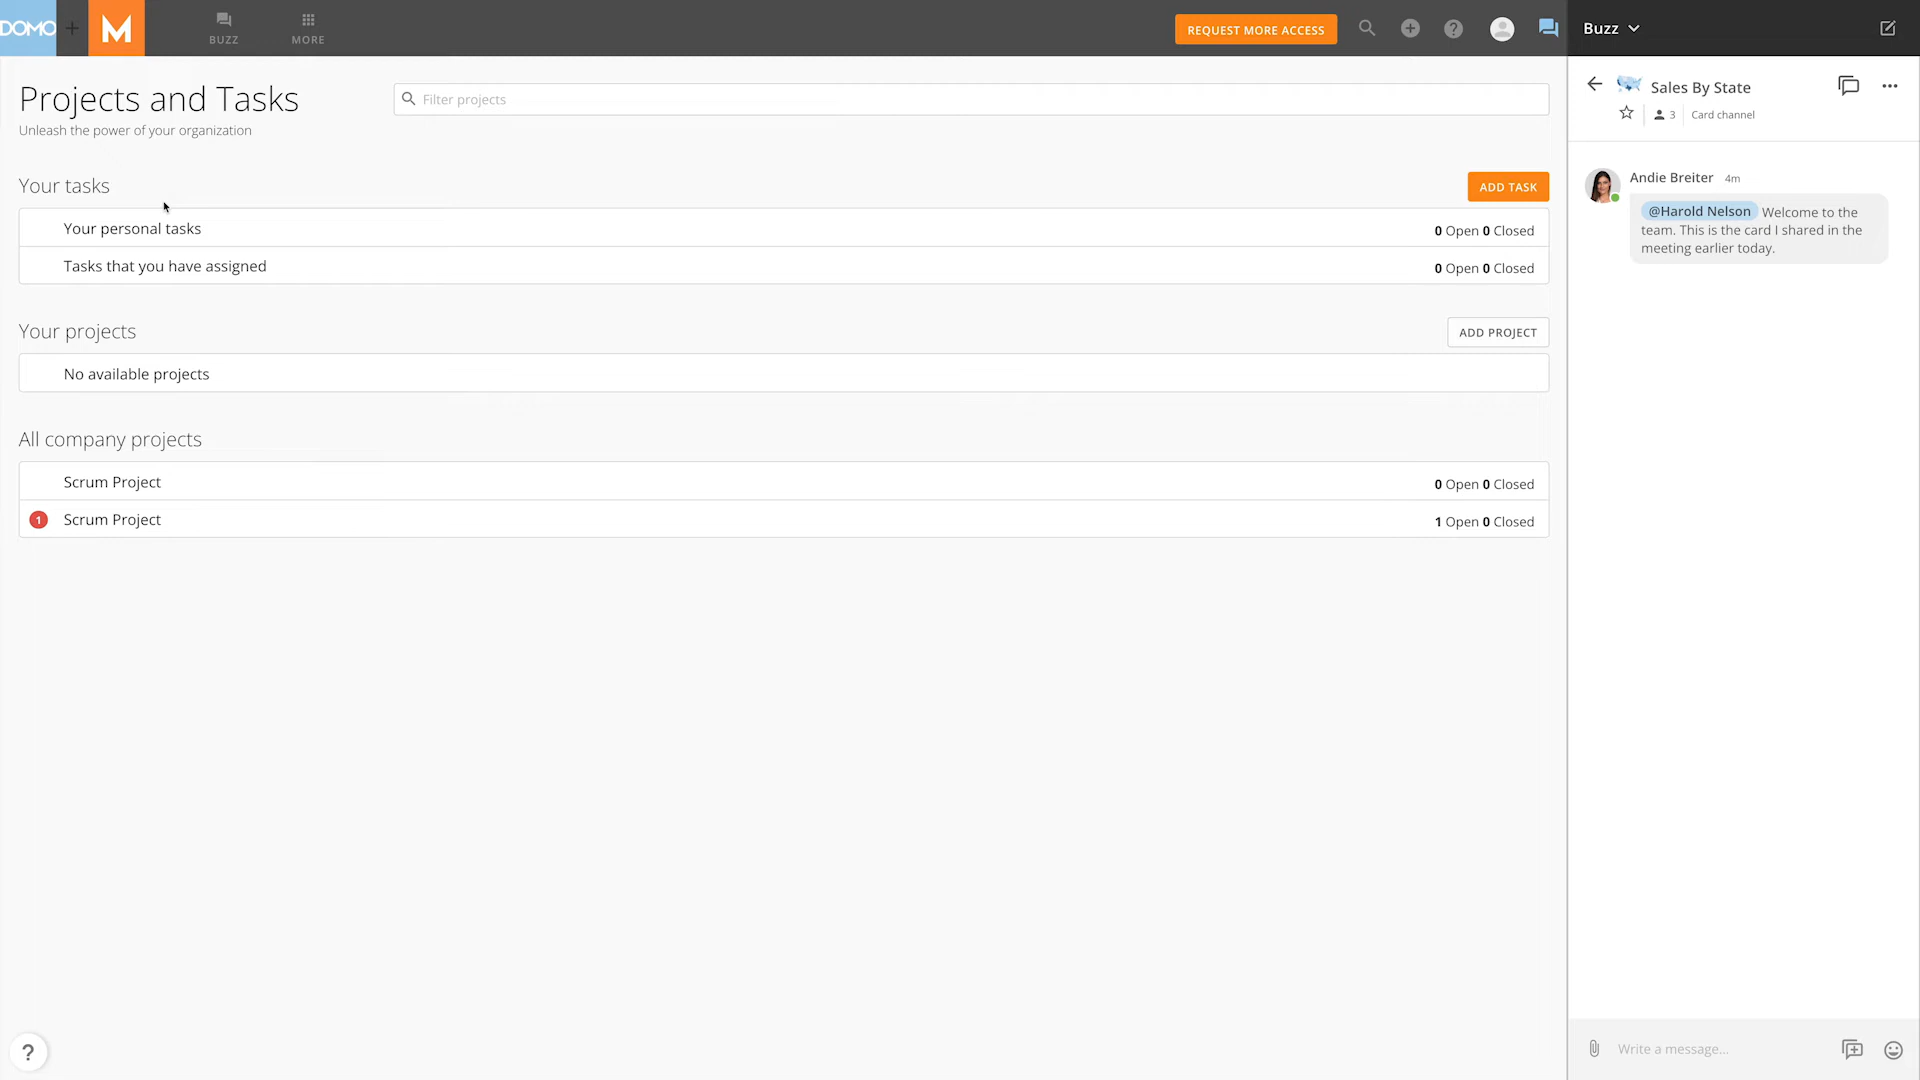 DOMO
M
BUZZ
MORE
REQUEST MORE ACCESS
Buzz
Projects and Tasks
Unleash the power of your organization
Filter projects
Your tasks
ADD TASK
Your personal tasks
0 Open 0 Closed
Tasks that you have assigned
0 Open 0 Closed
Your projects
ADD PROJECT
No available projects
All company projects
Scrum Project
0 Open 0 Closed
1
Scrum Project
1 Open 0 Closed
Sales By State
3
Card channel
Andie Breiter 4m
@Harold Nelson Welcome to the
team. This is the card I shared in the
meeting earlier today.
Write a message...
?